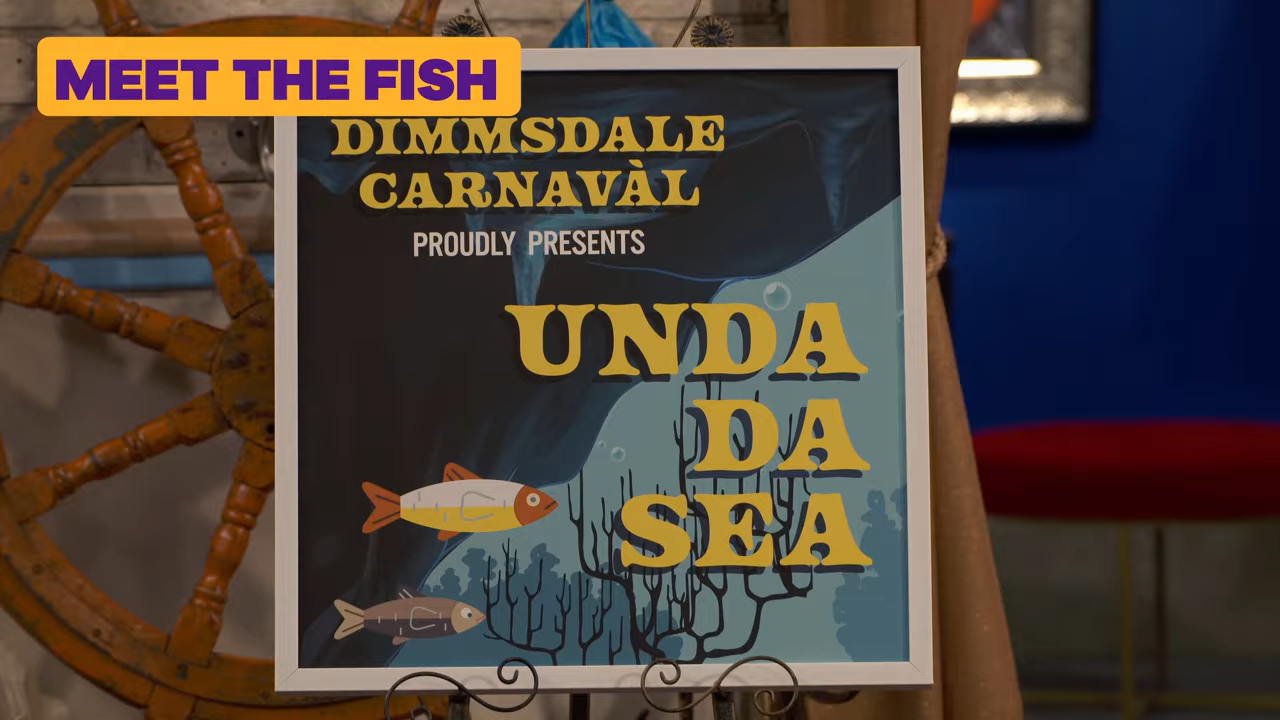 MEET THE FISH
DIMMSDALE
CARNAVÀL
PROUDLY PRESENTS
UNDA
DA
SEA